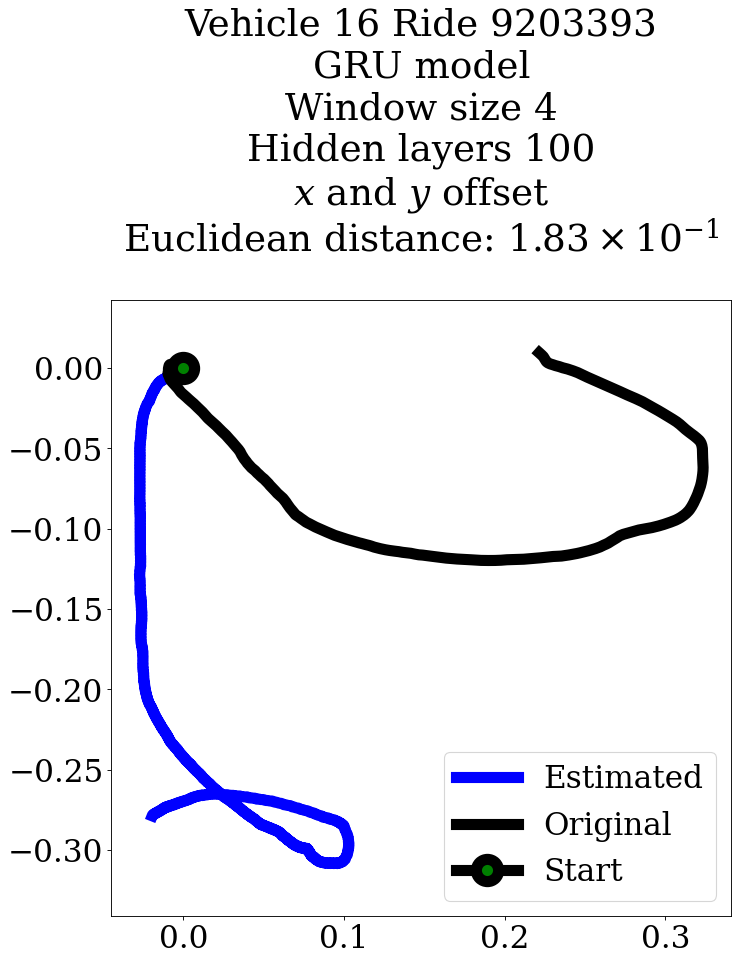 Vehicle 16 Ride 9203393
GRU model
Window size 4
Hidden layers 100
x and y offset
Euclidean distance: 1.83 × 10⁻¹
0.00
−0.05
−0.10
−0.15
−0.20
−0.25
−0.30
Estimated
Original
Start
0.0 0.1 0.2 0.3